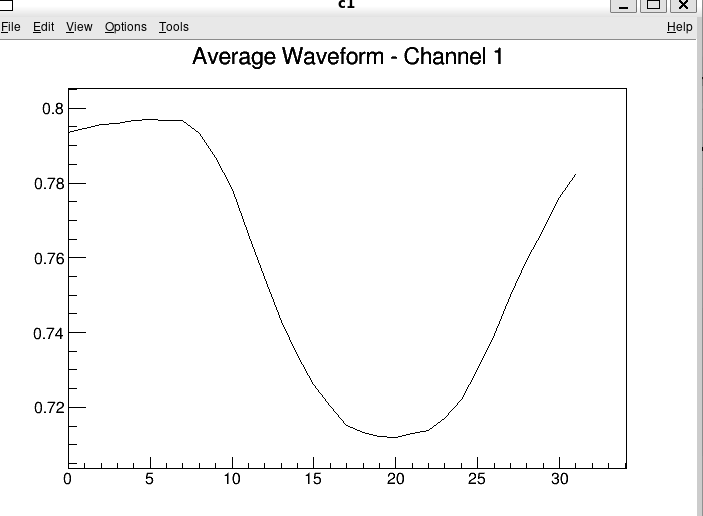 c1
File Edit View Options Tools Help
Average Waveform - Channel 1
0.8
0.78
0.76
0.74
0.72
0 5 10 15 20 25 30